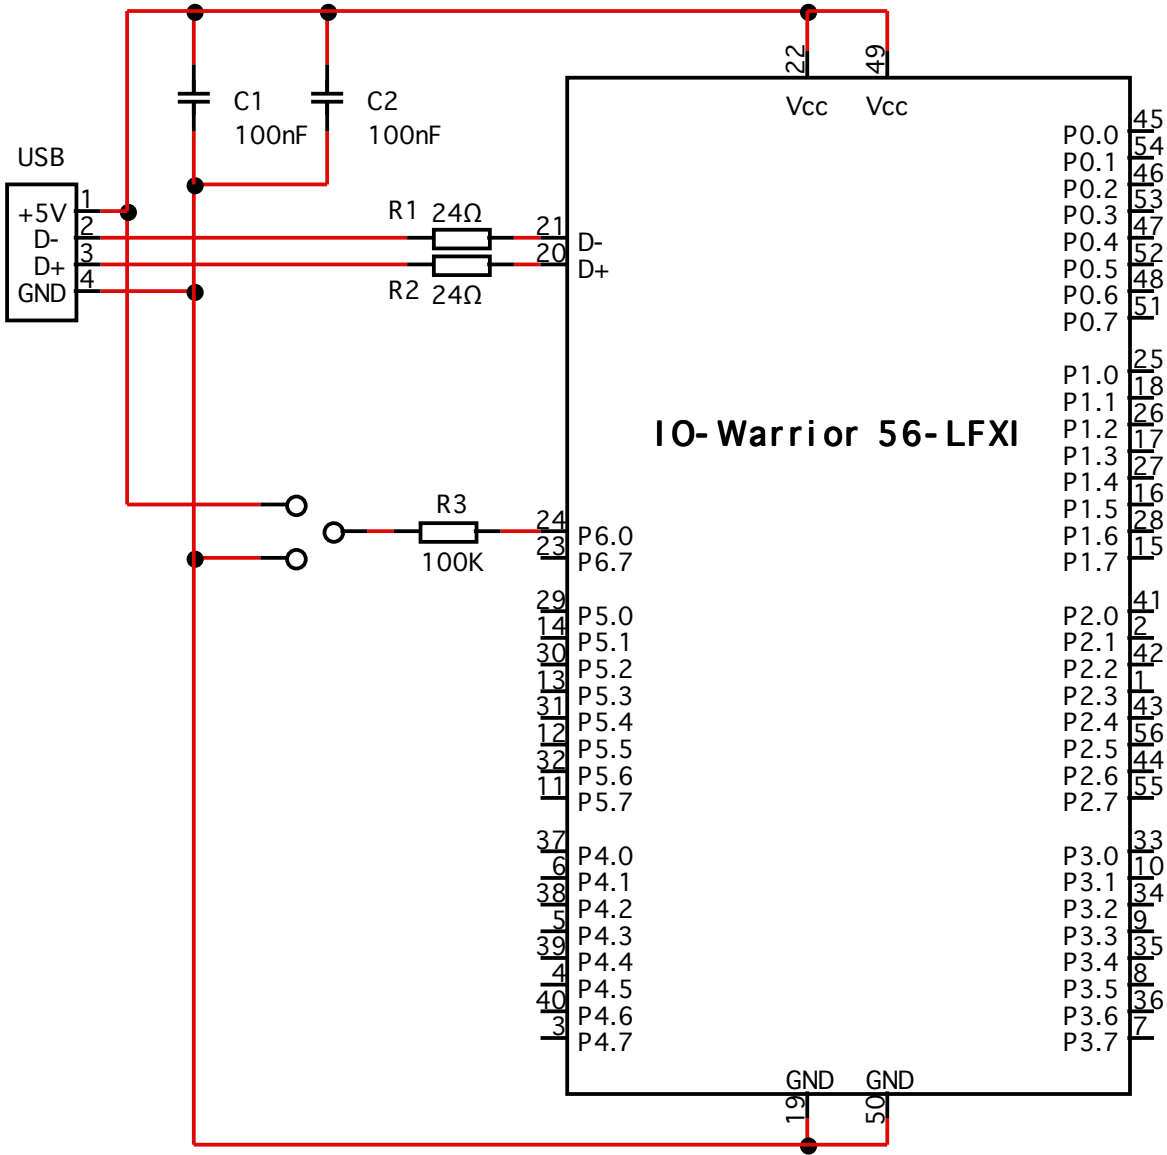 22
49
Vcc
Vcc
C1
100nF
C2
100nF
USB
+5V
1
D-
2
D+
3
GND
4
R1
24Ω
R2
24Ω
21
D-
20
D+
IO-Warrior 56-LFXI
R3
100K
24
P6.0
23
P6.7
29
P5.0
14
P5.1
30
P5.2
13
P5.3
31
P5.4
12
P5.5
32
P5.6
11
P5.7
37
P4.0
6
P4.1
38
P4.2
5
P4.3
39
P4.4
4
P4.5
40
P4.6
3
P4.7
P0.0
45
P0.1
54
P0.2
46
P0.3
53
P0.4
47
P0.5
52
P0.6
48
P0.7
51
P1.0
25
P1.1
18
P1.2
26
P1.3
17
P1.4
27
P1.5
16
P1.6
28
P1.7
15
P2.0
41
P2.1
2
P2.2
42
P2.3
1
P2.4
43
P2.5
56
P2.6
44
P2.7
55
P3.0
33
P3.1
10
P3.2
34
P3.3
9
P3.4
35
P3.5
8
P3.6
36
P3.7
7
GND
GND
19
50